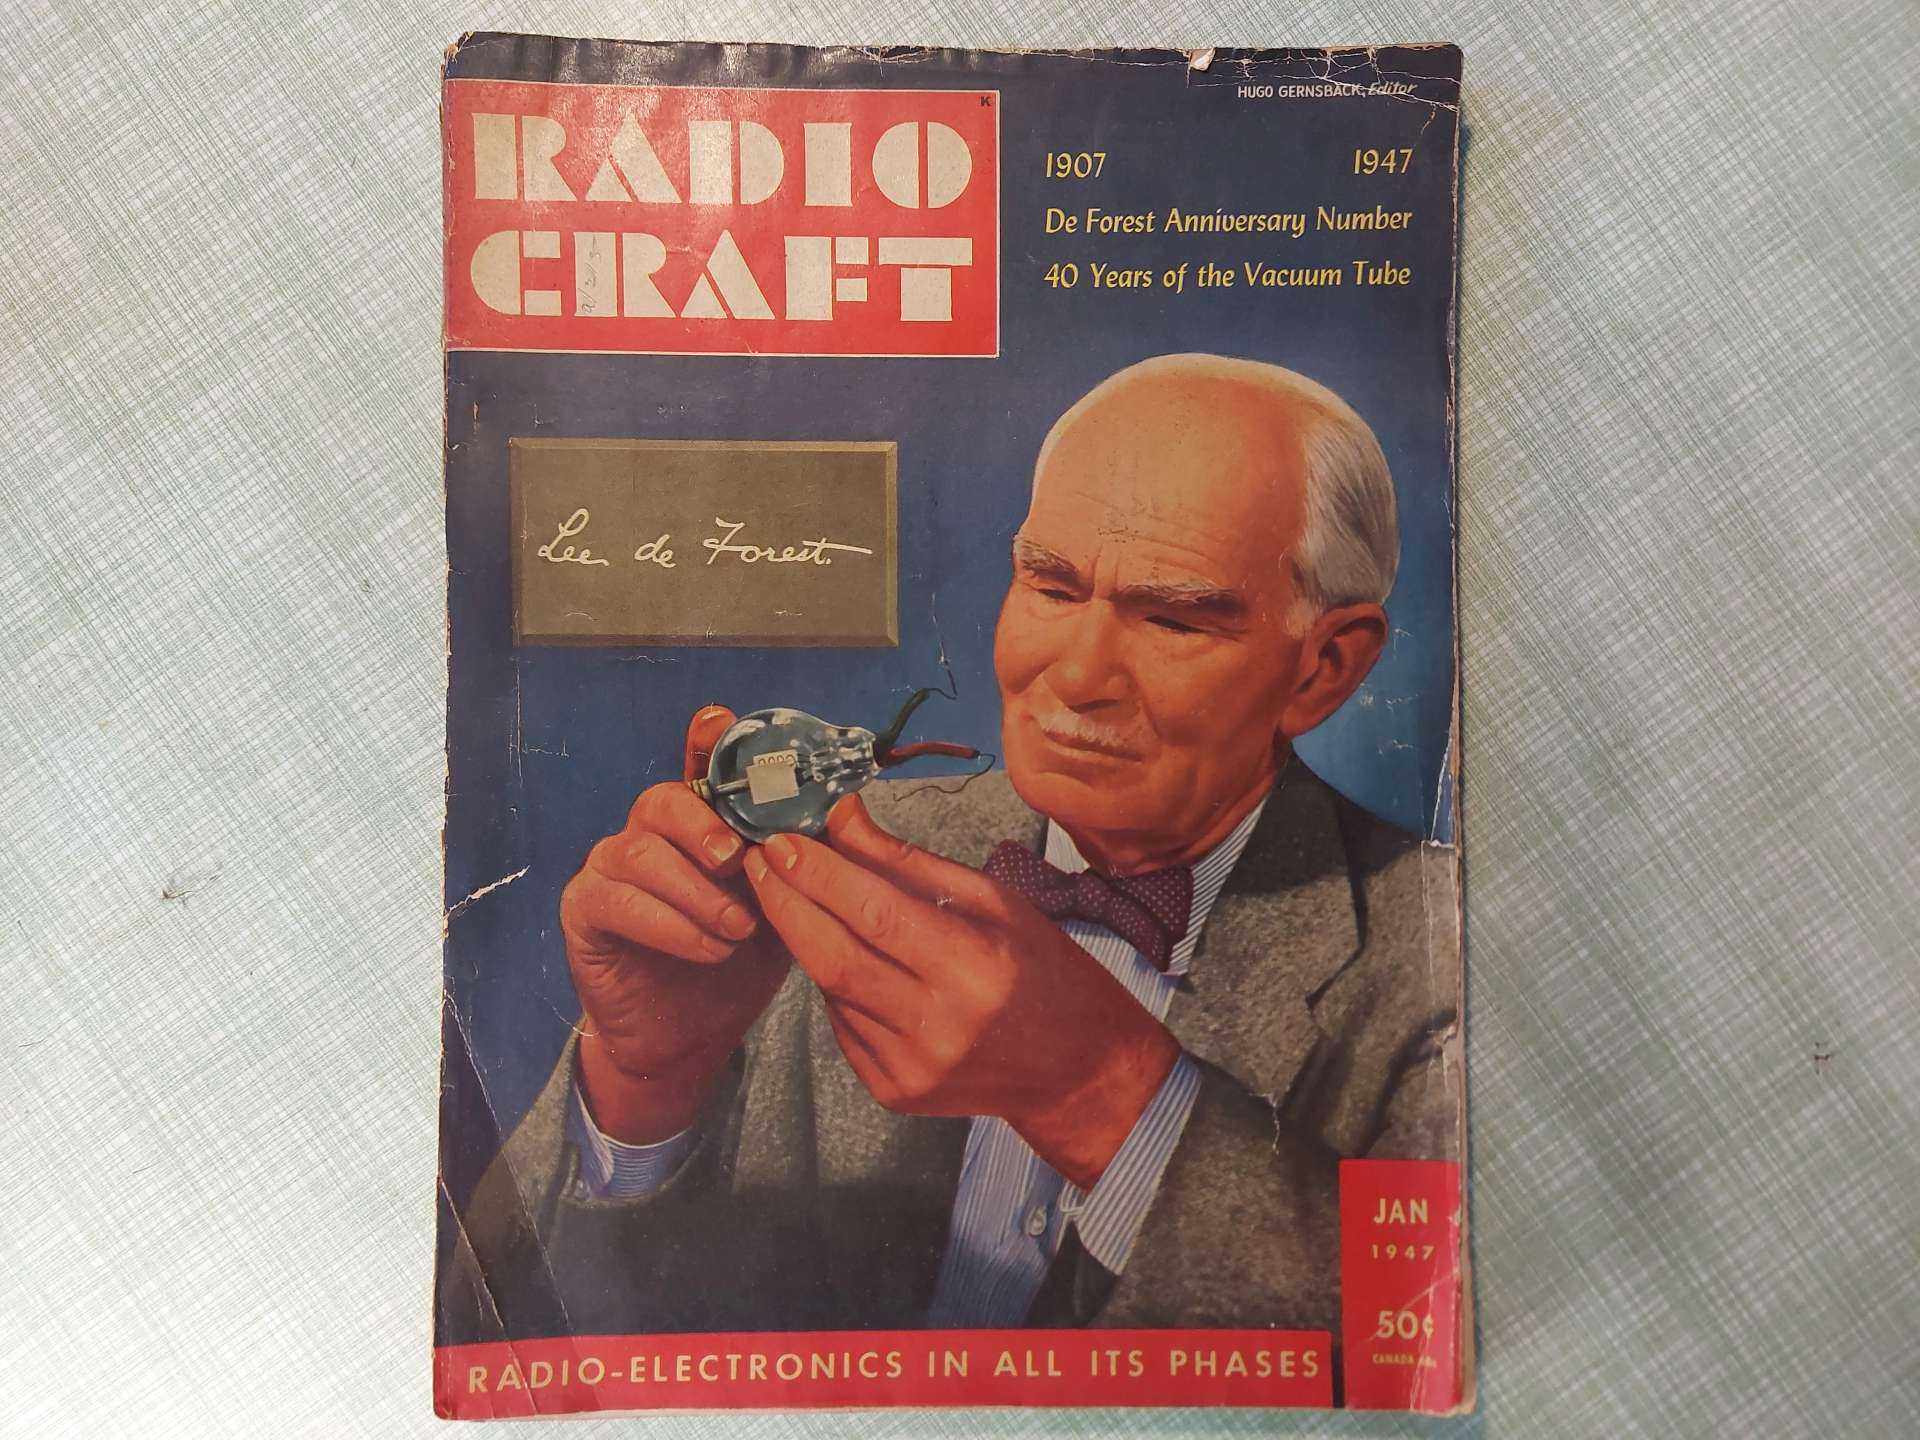 K
HUGO GERNSBACK, Editor
RADIO
CRAFT
1907 1947
De Forest Anniversary Number
40 Years of the Vacuum Tube
Lee de Forest.
JAN
1947
50¢
CANADA
RADIO-ELECTRONICS IN ALL ITS PHASES